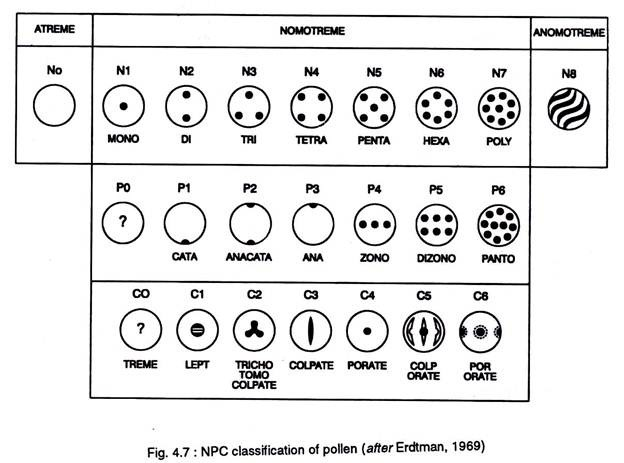 ATREME NOMOTREME ANOMOTREME
No N1 N2 N3 N4 N5 N6 N7 N8
MONO DI TRI TETRA PENTA HEXA POLY
P0 P1 P2 P3 P4 P5 P6
?
CATA ANACATA ANA ZONO DIZONO PANTO
CO C1 C2 C3 C4 C5 C6
?
TREME LEPT TRICHO COLPATE PORATE COLP POR
TOMO ORATE ORATE
COLPATE
Fig. 4.7 : NPC classification of pollen (after Erdtman, 1969)